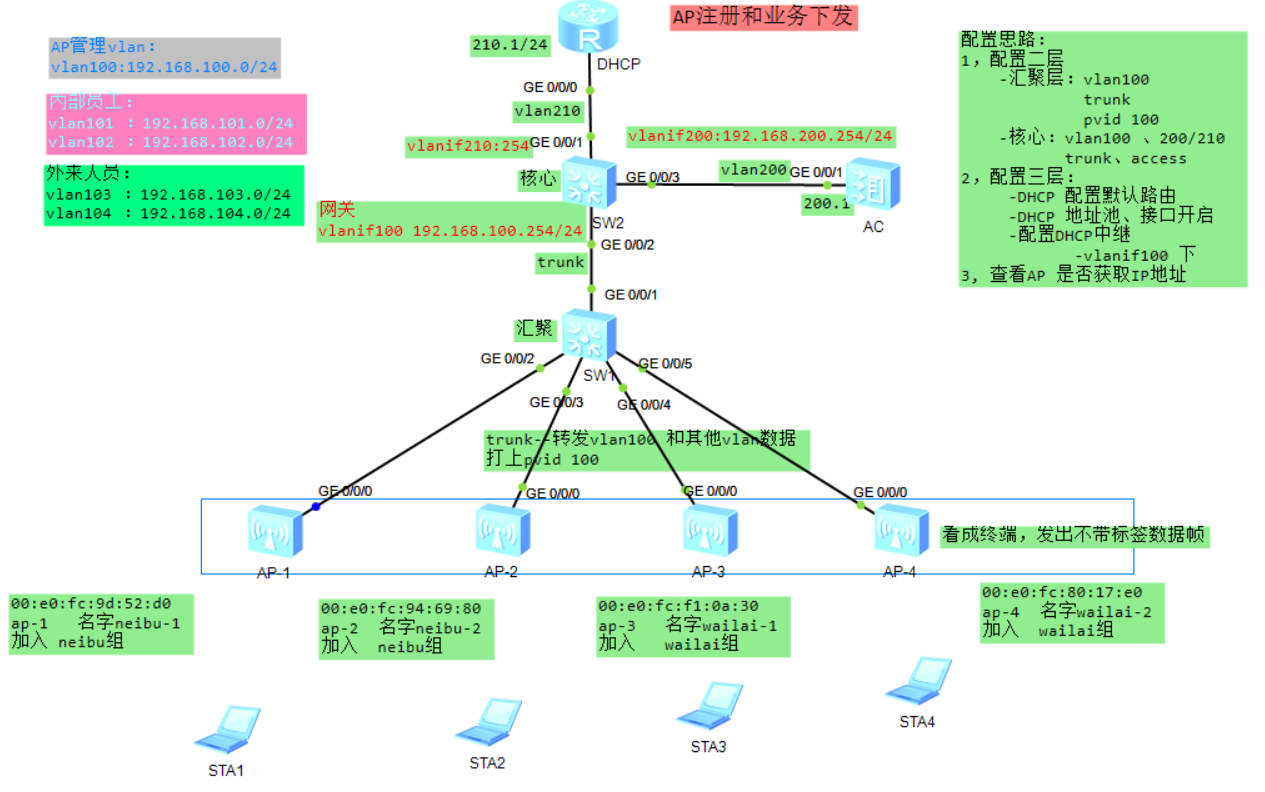 AP注册和业务下发
AP管理vlan:
vlan100:192.168.100.0/24
内部员工:
vlan101 : 192.168.101.0/24
vlan102 : 192.168.102.0/24
外来人员:
vlan103 : 192.168.103.0/24
vlan104 : 192.168.104.0/24
210.1/24
R
DHCP
GE 0/0/0
vlan210
GE 0/0/1
vlanif210:254
vlanif200:192.168.200.254/24
核心
GE 0/0/3
vlan200
GE 0/0/1
200.1
AC
SW2
网关
vlanif100 192.168.100.254/24
GE 0/0/2
trunk
GE 0/0/1
汇聚
SW1
GE 0/0/2
GE 0/0/3
GE 0/0/4
GE 0/0/5
配置思路:
1, 配置二层
-汇聚层: vlan100
trunk
pvid 100
-核心: vlan100 、200/210
trunk、access
2, 配置三层:
-DHCP 配置默认路由
-DHCP 地址池、接口开启
-配置DHCP中继
-vlanif100 下
3, 查看AP 是否获取IP地址
trunk--转发vlan100 和其他vlan数据
打上pvid 100
GE 0/0/0
GE 0/0/0
GE 0/0/0
GE 0/0/0
AP-1
AP-2
AP-3
AP-4
看成终端, 发出不带标签数据帧
00:e0:fc:9d:52:d0
ap-1 名字neibu-1
加入 neibu组
00:e0:fc:94:69:80
ap-2 名字neibu-2
加入 neibu组
00:e0:fc:f1:0a:30
ap-3 名字wailai-1
加入 wailai组
00:e0:fc:80:17:e0
ap-4 名字wailai-2
加入 wailai组
STA1
STA2
STA3
STA4